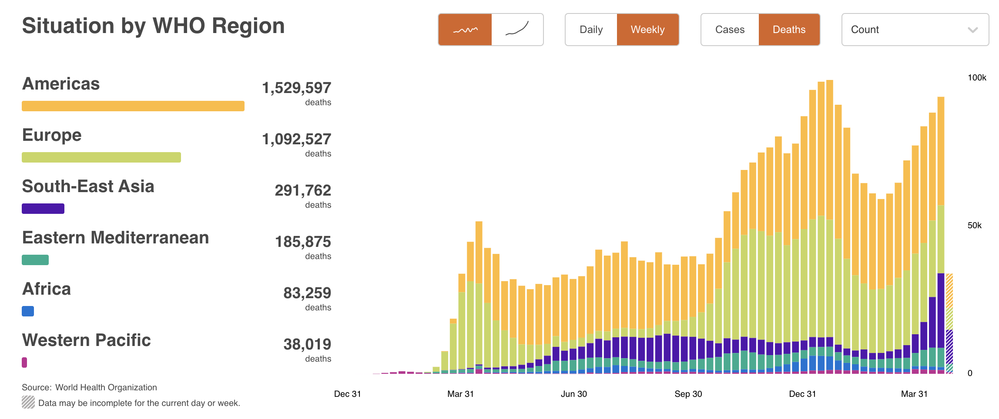 Situation by WHO Region
Daily
Weekly
Cases
Deaths
Count
Americas
1,529,597
deaths
Europe
1,092,527
deaths
South-East Asia
291,762
deaths
Eastern Mediterranean
185,875
deaths
Africa
83,259
deaths
Western Pacific
38,019
deaths
Source: World Health Organization
Data may be incomplete for the current day or week.
100k
50k
0
Dec 31
Mar 31
Jun 30
Sep 30
Dec 31
Mar 31